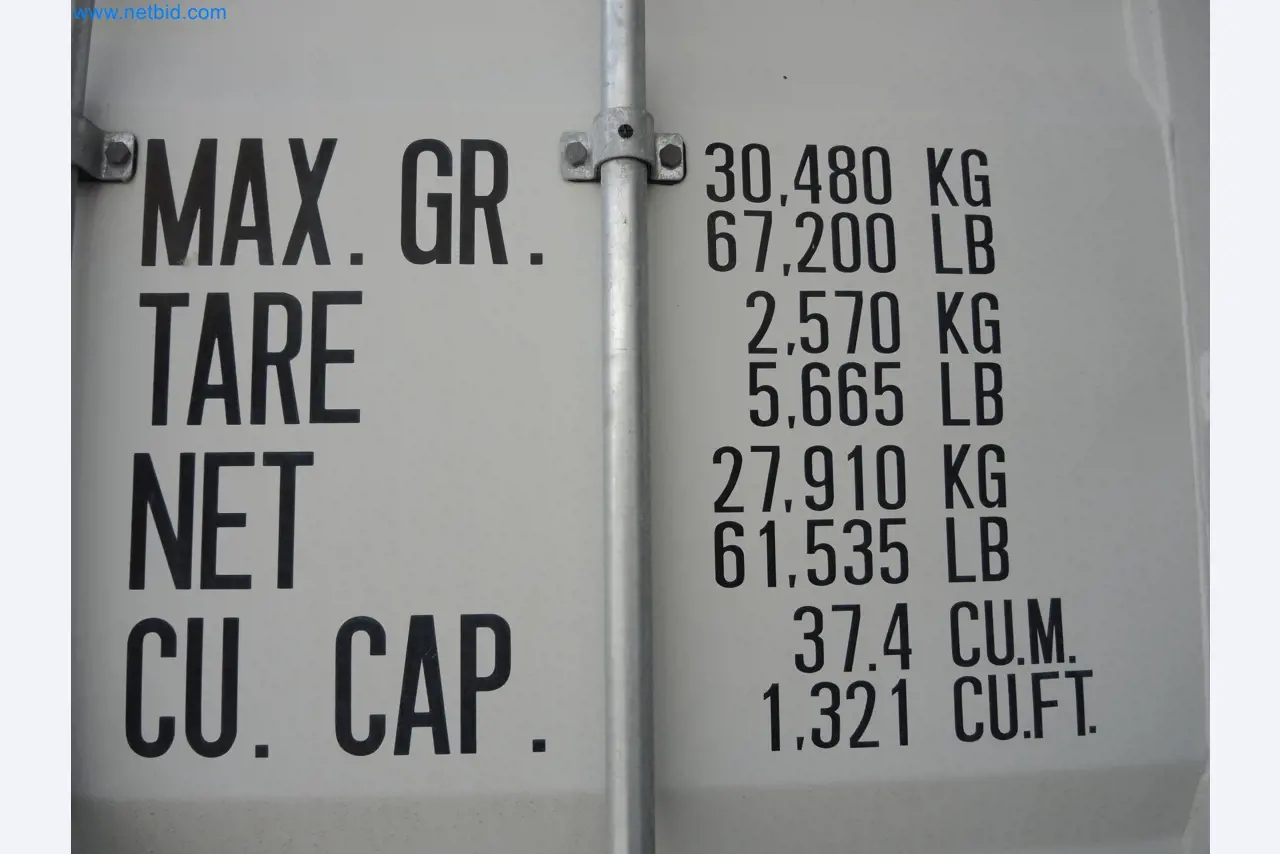 www.netbid.com
MAX. GR. 30,480 KG
67,200 LB
TARE 2,570 KG
5,665 LB
NET 27,910 KG
61,535 LB
CU. CAP. 37.4 CU.M.
1,321 CU.FT.